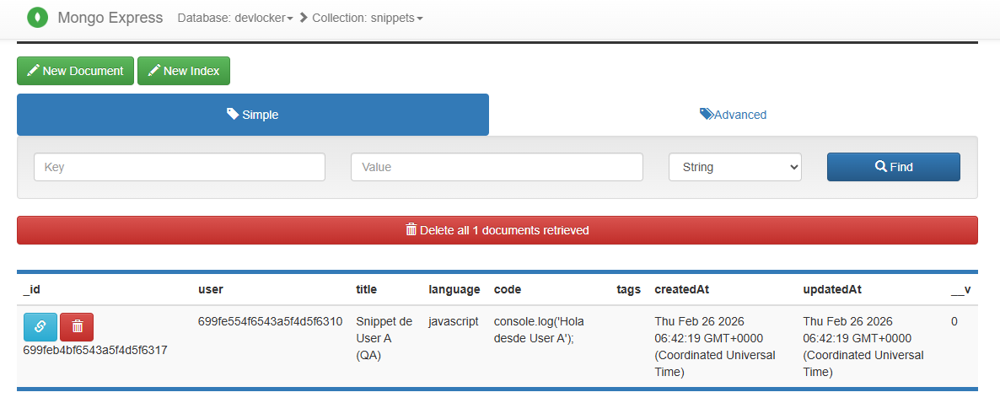 Mongo Express Database: devlocker Collection: snippets
New Document New Index
Simple Advanced
Key Value String Find
Delete all 1 documents retrieved
_id user title language code tags createdAt updatedAt __v
699feb4bf6543a5f4d5f6317
699fe554f6543a5f4d5f6310
Snippet de
User A
(QA)
javascript
console.log('Hola
desde User A');
Thu Feb 26 2026
06:42:19 GMT+0000
(Coordinated Universal
Time)
Thu Feb 26 2026
06:42:19 GMT+0000
(Coordinated Universal
Time)
0